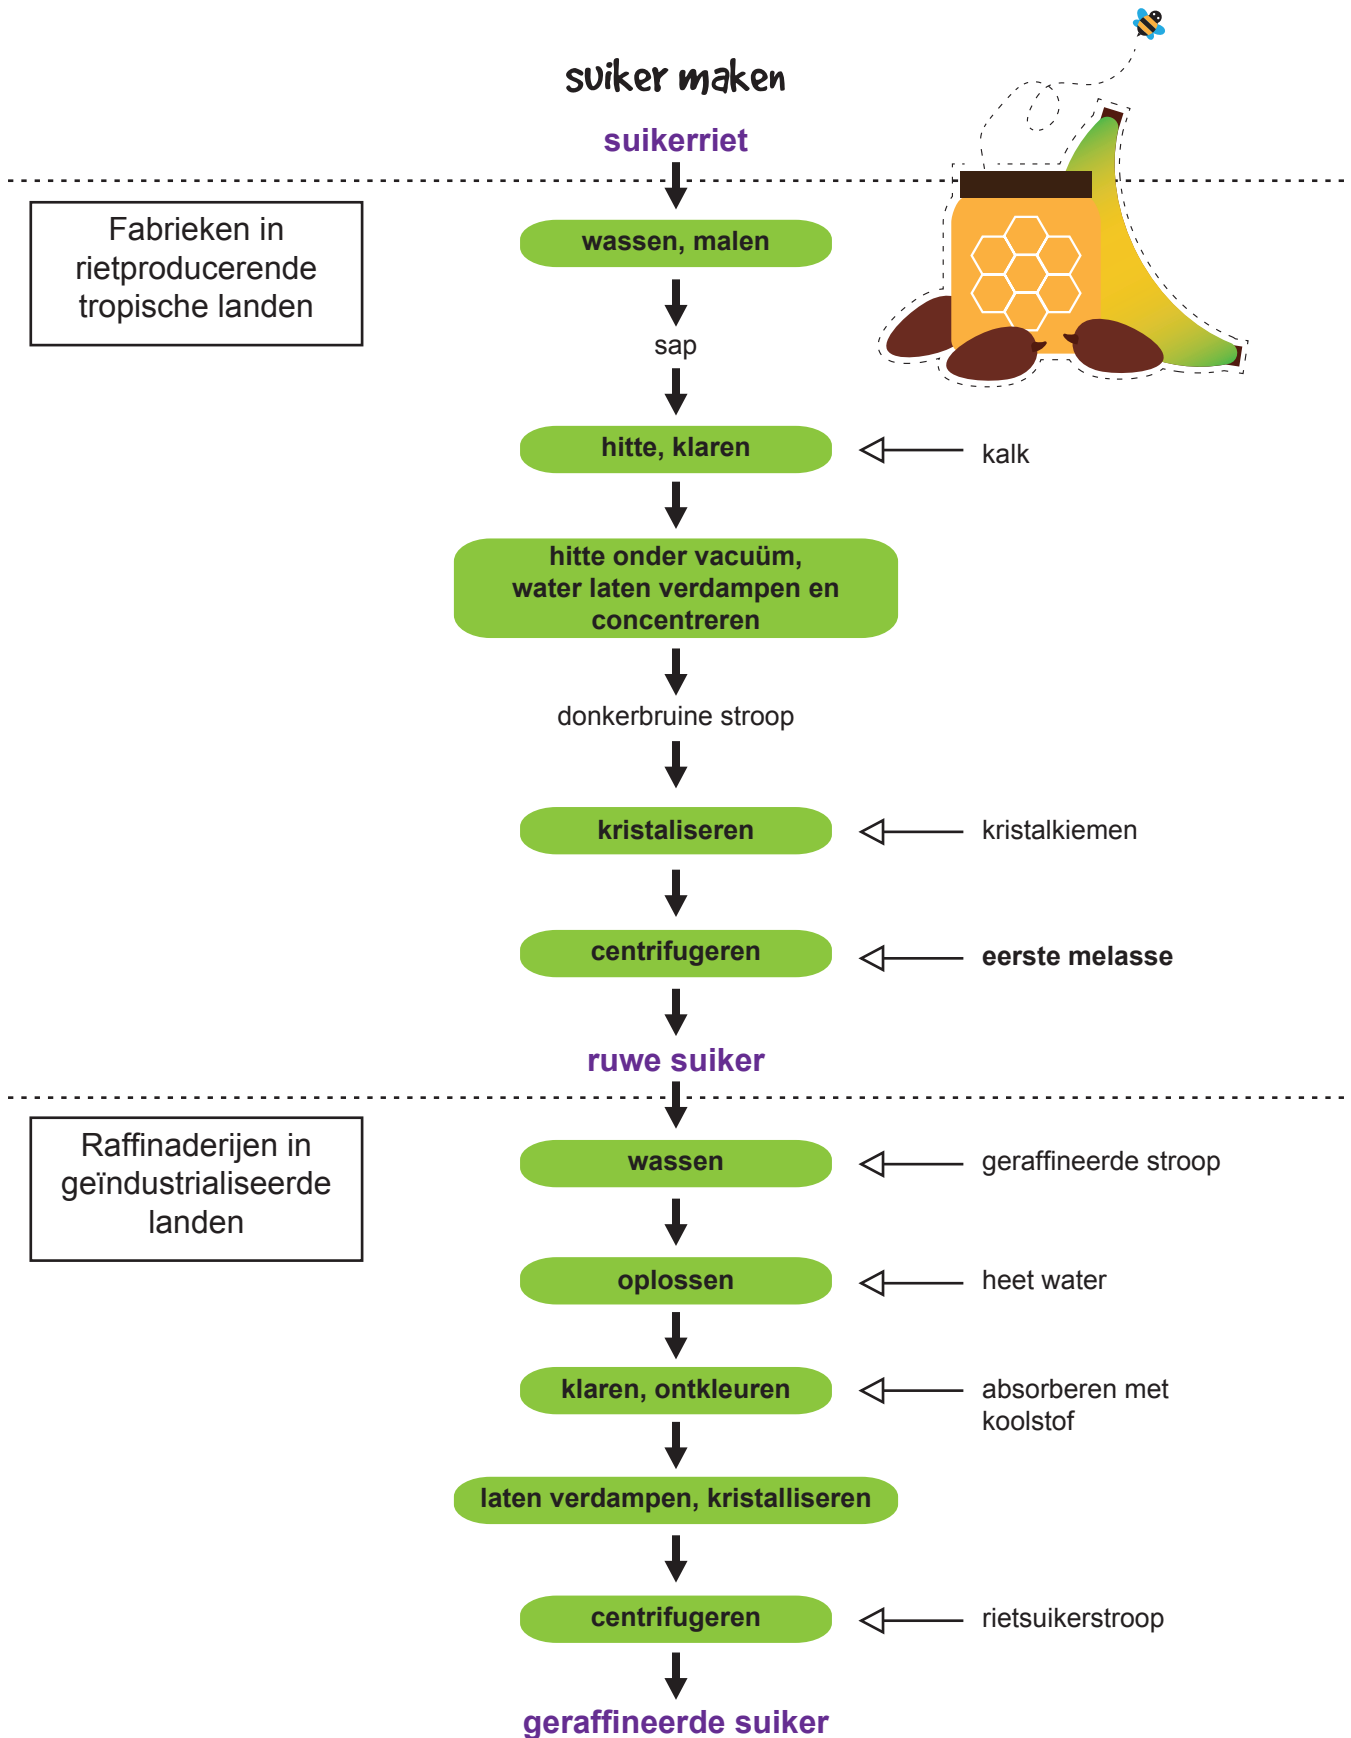 suiker maken
suikerriet
Fabrieken in
rietproducerende
tropische landen
wassen, malen
sap
hitte, klaren
kalk
hitte onder vacuüm,
water laten verdampen en
concentreren
donkerbruine stroop
kristaliseren
kristalkiemen
centrifugeren
eerste melasse
ruwe suiker
Raffinaderijen in
geïndustrialiseerde
landen
wassen
geraffineerde stroop
oplossen
heet water
klaren, ontkleuren
absorberen met
koolstof
laten verdampen, kristalliseren
centrifugeren
rietsuikerstroop
geraffineerde suiker